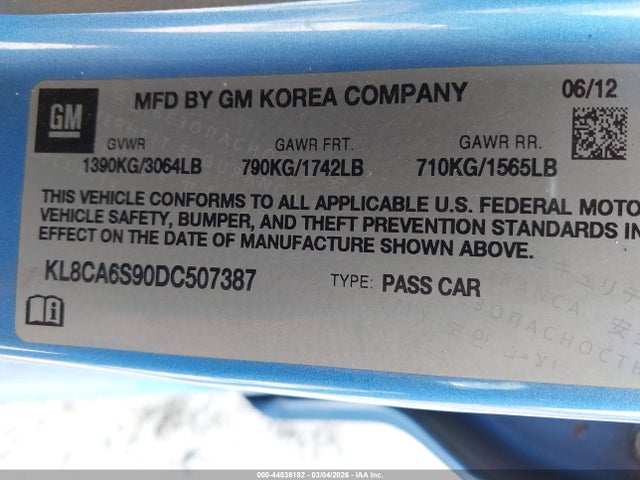 GM
MFD BY GM KOREA COMPANY
06/12
GVWR
GAWR FRT.
GAWR RR.
1390KG/3064LB
790KG/1742LB
710KG/1565LB
THIS VEHICLE CONFORMS TO ALL APPLICABLE U.S. FEDERAL MOTO
VEHICLE SAFETY, BUMPER, AND THEFT PREVENTION STANDARDS IN
EFFECT ON THE DATE OF MANUFACTURE SHOWN ABOVE.
KL8CA6S90DC507387
TYPE: PASS CAR
00-44538182 - 03/04/2026 - IAA Inc.